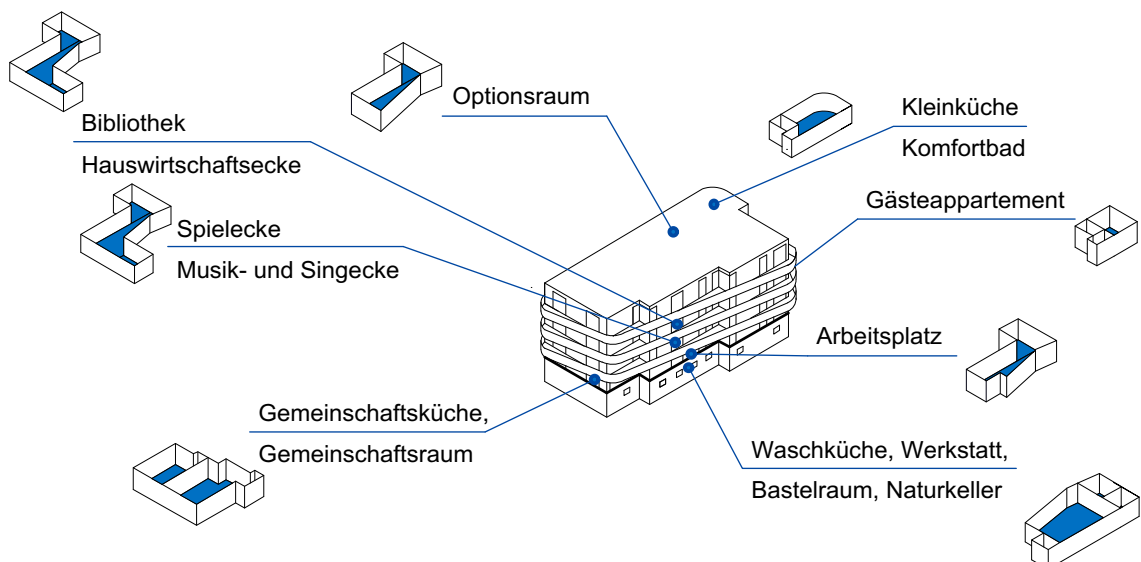 Optionsraum
Kleinküche
Komfortbad
Bibliothek
Hauswirtschaftsecke
Gästeappartement
Spielecke
Musik- und Singecke
Arbeitsplatz
Gemeinschaftsküche,
Gemeinschaftsraum
Waschküche, Werkstatt,
Bastelraum, Naturkeller